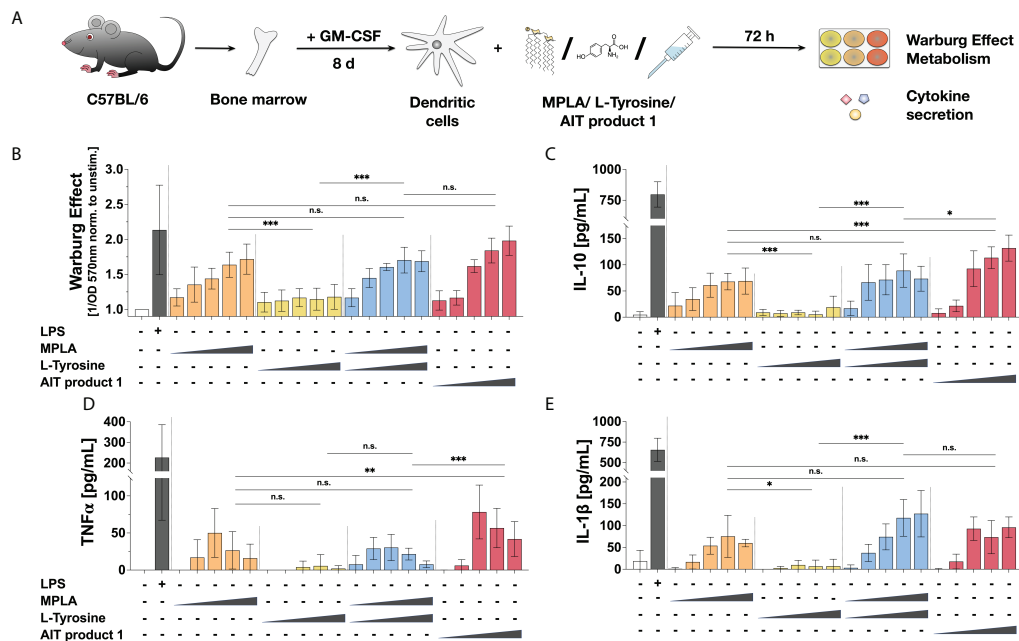 A
C57BL/6
Bone marrow
+ GM-CSF
8 d
Dendritic
cells
+
HO
O
OH
NH2
MPLA/ L-Tyrosine/
AIT product 1
72 h
Warburg Effect
Metabolism
Cytokine
secretion
B
Warburg Effect
[1/OD 570nm norm. to unstim.]
3.0
2.5
2.0
1.5
1.0
***
n.s.
n.s.
n.s.
***
LPS
- + - - - - - - - - - - - - - - - - - - - -
MPLA
L-Tyrosine
AIT product 1
C
IL-10 [pg/mL]
1000
750
150
100
50
0
***
*
***
n.s.
***
+
D
TNFα [pg/mL]
400
300
200
50
0
n.s.
***
**
n.s.
n.s.
LPS
+
MPLA
L-Tyrosine
AIT product 1
E
IL-1β [pg/mL]
1000
750
500
200
150
100
50
0
***
n.s.
n.s.
n.s.
*
+